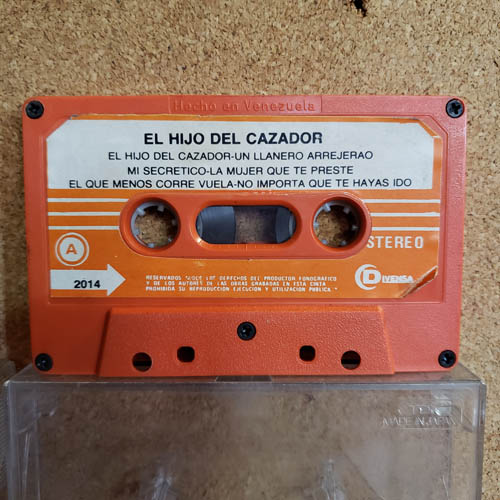 Hecho en Venezuela
EL HIJO DEL CAZADOR
EL HIJO DEL CAZADOR-UN LLANERO ARREJERAO
MI SECRETICO-LA MUJER QUE TE PRESTE
EL QUE MENOS CORRE VUELA-NO IMPORTA QUE TE HAYAS IDO
STEREO
A
2014
RESERVADOS LOS DERECHOS DEL PRODUCTOR FONOGRAFICO
Y DE LOS AUTORES DE LAS OBRAS GRABADAS EN ESTA CINTA
PROHIBIDA SU REPRODUCCION EJECUCION Y UTILIZACION PUBLICA."
DIVENSA
MADE IN JAPAN